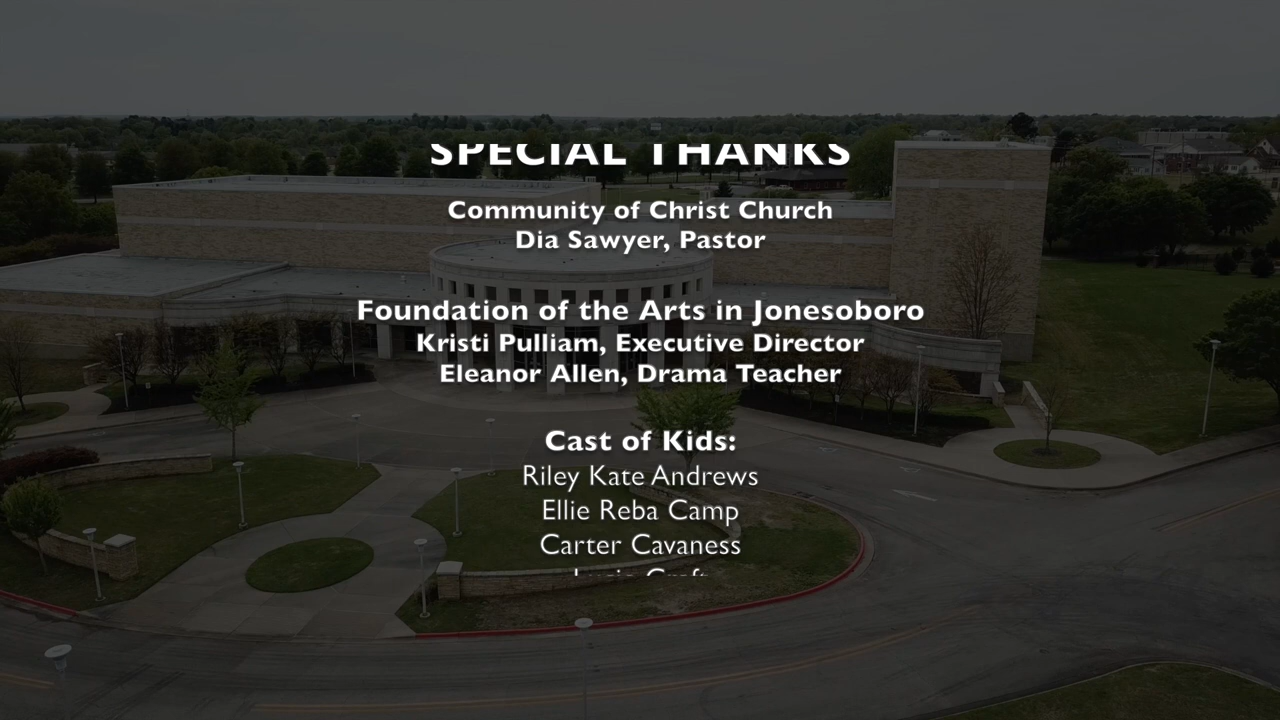 SPECIAL THANKS
Community of Christ Church
Dia Sawyer, Pastor
Foundation of the Arts in Jonesoboro
Kristi Pulliam, Executive Director
Eleanor Allen, Drama Teacher
Cast of Kids:
Riley Kate Andrews
Ellie Reba Camp
Carter Cavaness